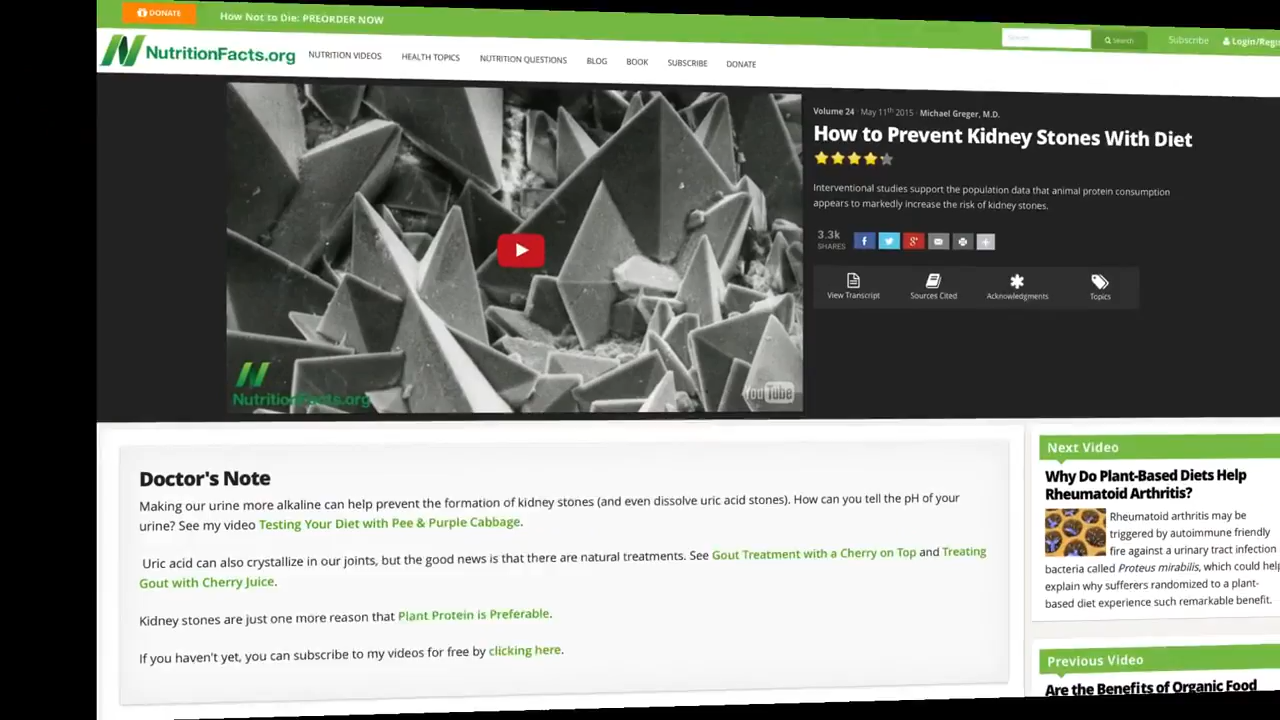 DONATE
How Not to Die: PREORDER NOW
Search
Subscribe
Login/Regi
NutritionFacts.org
NUTRITION VIDEOS
HEALTH TOPICS
NUTRITION QUESTIONS
BLOG
BOOK
SUBSCRIBE
DONATE
Volume 24 · May 11th 2015 · Michael Greger, M.D.
How to Prevent Kidney Stones With Diet
Interventional studies support the population data that animal protein consumption
appears to markedly increase the risk of kidney stones.
3.3k
SHARES
View Transcript
Sources Cited
Acknowledgments
Topics
NutritionFacts.org
YouTube
Doctor's Note
Making our urine more alkaline can help prevent the formation of kidney stones (and even dissolve uric acid stones). How can you tell the pH of your
urine? See my video Testing Your Diet with Pee & Purple Cabbage.
Uric acid can also crystallize in our joints, but the good news is that there are natural treatments. See Gout Treatment with a Cherry on Top and Treating
Gout with Cherry Juice.
Kidney stones are just one more reason that Plant Protein is Preferable.
If you haven't yet, you can subscribe to my videos for free by clicking here.
Next Video
Why Do Plant-Based Diets Help
Rheumatoid Arthritis?
Rheumatoid arthritis may be
triggered by autoimmune friendly
fire against a urinary tract infection
bacteria called Proteus mirabilis, which could help
explain why sufferers randomized to a plant-
based diet experience such remarkable benefit.
Previous Video
Are the Benefits of Organic Food